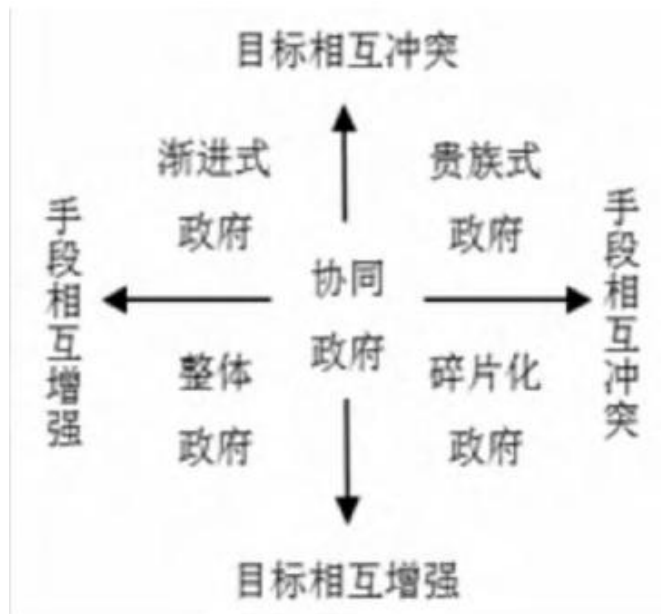 目标相互冲突
渐进式
政府
贵族式
政府
手段相互增强
协同
政府
手段相互冲突
整体
政府
碎片化
政府
目标相互增强